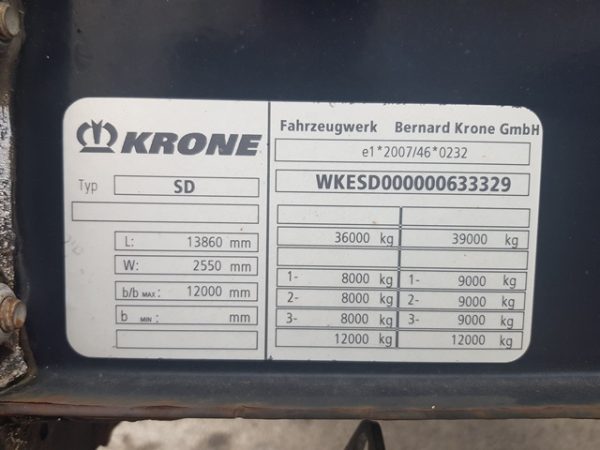 KRONE
Typ SD
L: 13860 mm
W: 2550 mm
b/b MAX: 12000 mm
b MIN: mm
Fahrzeugwerk Bernard Krone GmbH
e1*2007/46*0232
WKESD000000633329
36000 kg 39000 kg
1- 8000 kg 1- 9000 kg
2- 8000 kg 2- 9000 kg
3- 8000 kg 3- 9000 kg
12000 kg 12000 kg